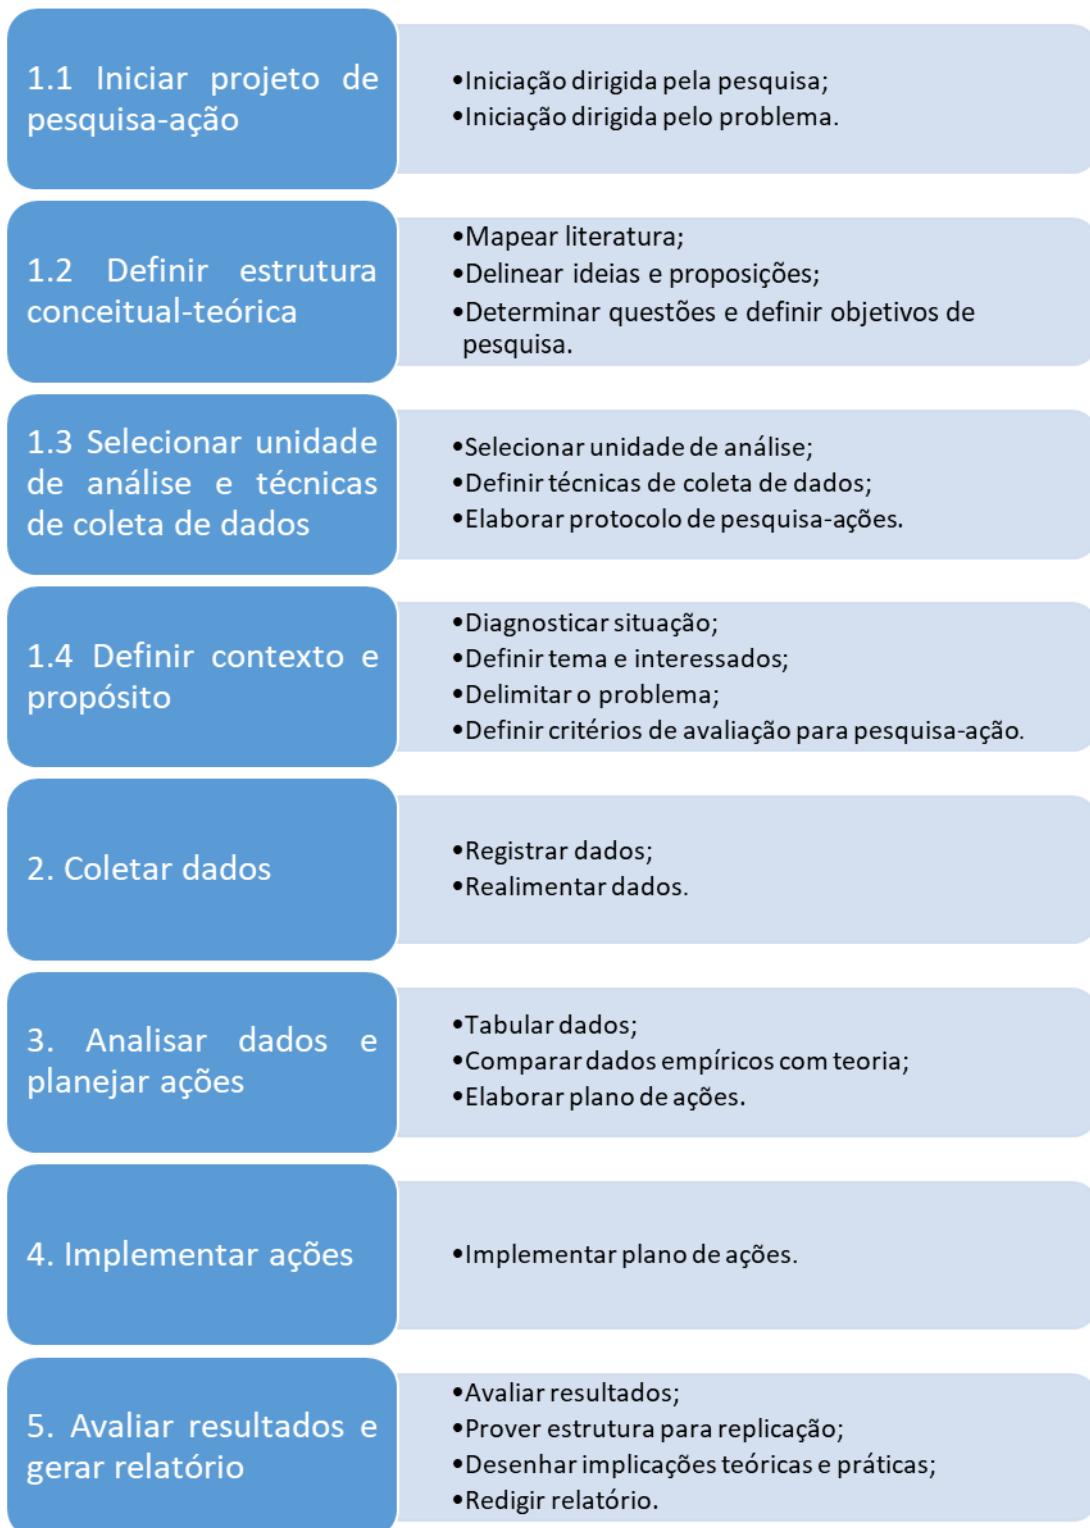 1.1 Iniciar projeto de
pesquisa-ação
•Iniciação dirigida pela pesquisa;
•Iniciação dirigida pelo problema.
1.2 Definir estrutura
conceitual-teórica
•Mapear literatura;
•Delinear ideias e proposições;
•Determinar questões e definir objetivos de
pesquisa.
1.3 Selecionar unidade
de análise e técnicas
de coleta de dados
•Selecionar unidade de análise;
•Definir técnicas de coleta de dados;
•Elaborar protocolo de pesquisa-ações.
1.4 Definir contexto e
propósito
•Diagnosticar situação;
•Definir tema e interessados;
•Delimitar o problema;
•Definir critérios de avaliação para pesquisa-ação.
2. Coletar dados
•Registrar dados;
•Realimentar dados.
3. Analisar dados e
planejar ações
•Tabular dados;
•Comparar dados empíricos com teoria;
•Elaborar plano de ações.
4. Implementar ações
•Implementar plano de ações.
5. Avaliar resultados e
gerar relatório
•Avaliar resultados;
•Prover estrutura para replicação;
•Desenhar implicações teóricas e práticas;
•Redigir relatório.